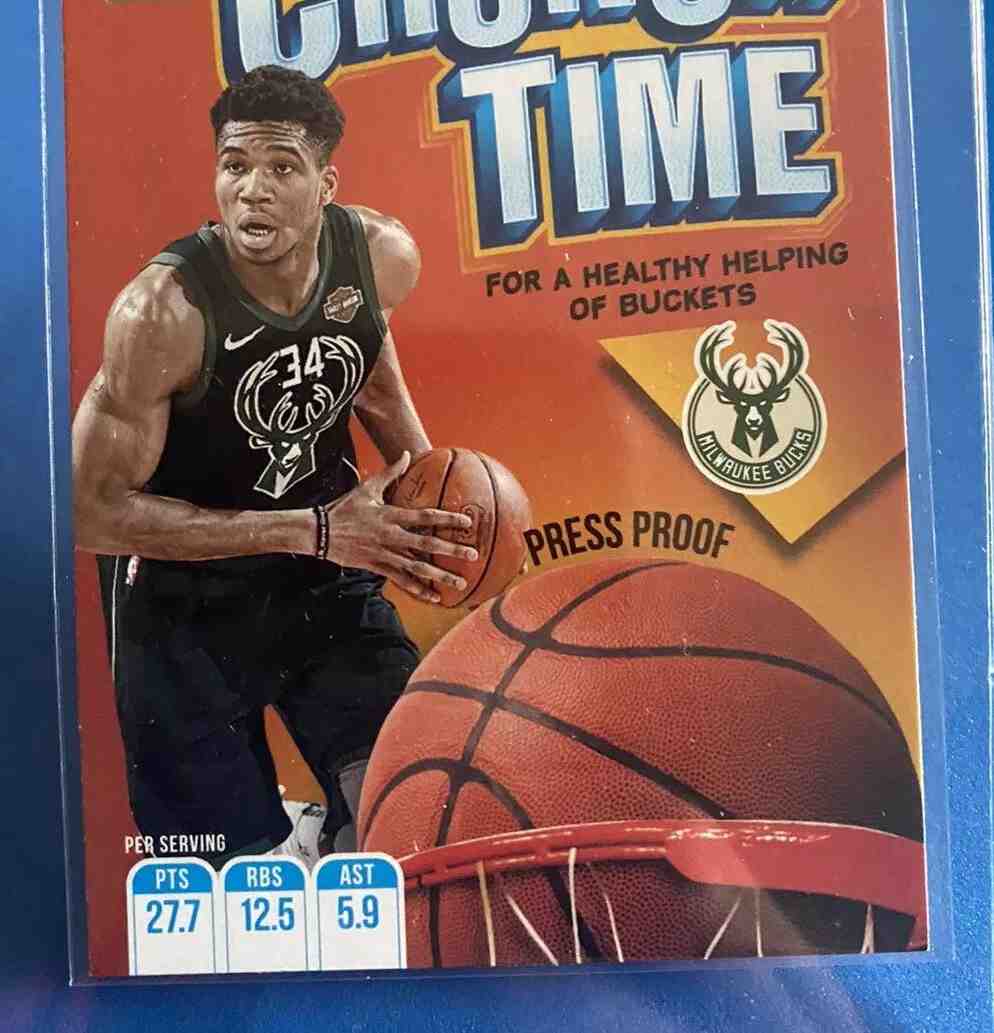 CRUNCH
TIME
FOR A HEALTHY HELPING
OF BUCKETS
34
MILWAUKEE BUCKS
PRESS PROOF
PER SERVING
PTS RBS AST
27.7 12.5 5.9